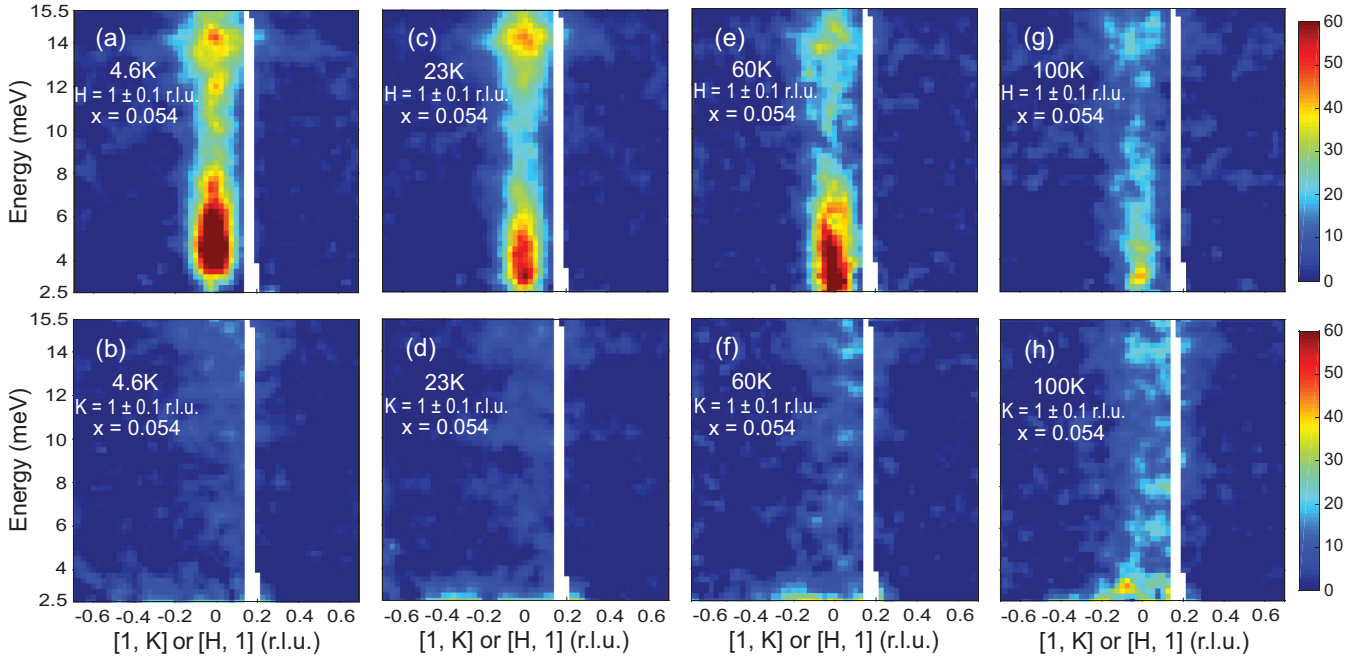 15.5
14
12
10
8
6
4
2.5
Energy (meV)
(a)
4.6K
H = 1 ± 0.1 r.l.u.
x = 0.054
(c)
23K
H = 1 ± 0.1 r.l.u.
x = 0.054
(e)
60K
H = 1 ± 0.1 r.l.u.
x = 0.054
(g)
100K
H = 1 ± 0.1 r.l.u.
x = 0.054
60
50
40
30
20
10
0
15.5
14
12
10
8
6
4
2.5
Energy (meV)
(b)
4.6K
K = 1 ± 0.1 r.l.u.
x = 0.054
(d)
23K
K = 1 ± 0.1 r.l.u.
x = 0.054
(f)
60K
K = 1 ± 0.1 r.l.u.
x = 0.054
(h)
100K
K = 1 ± 0.1 r.l.u.
x = 0.054
60
50
40
30
20
10
0
-0.6 -0.4 -0.2 0 0.2 0.4 0.6
-0.6 -0.4 -0.2 0 0.2 0.4 0.6
-0.6 -0.4 -0.2 0 0.2 0.4 0.6
-0.6 -0.4 -0.2 0 0.2 0.4 0.6
[1, K] or [H, 1] (r.l.u.)
[1, K] or [H, 1] (r.l.u.)
[1, K] or [H, 1] (r.l.u.)
[1, K] or [H, 1] (r.l.u.)